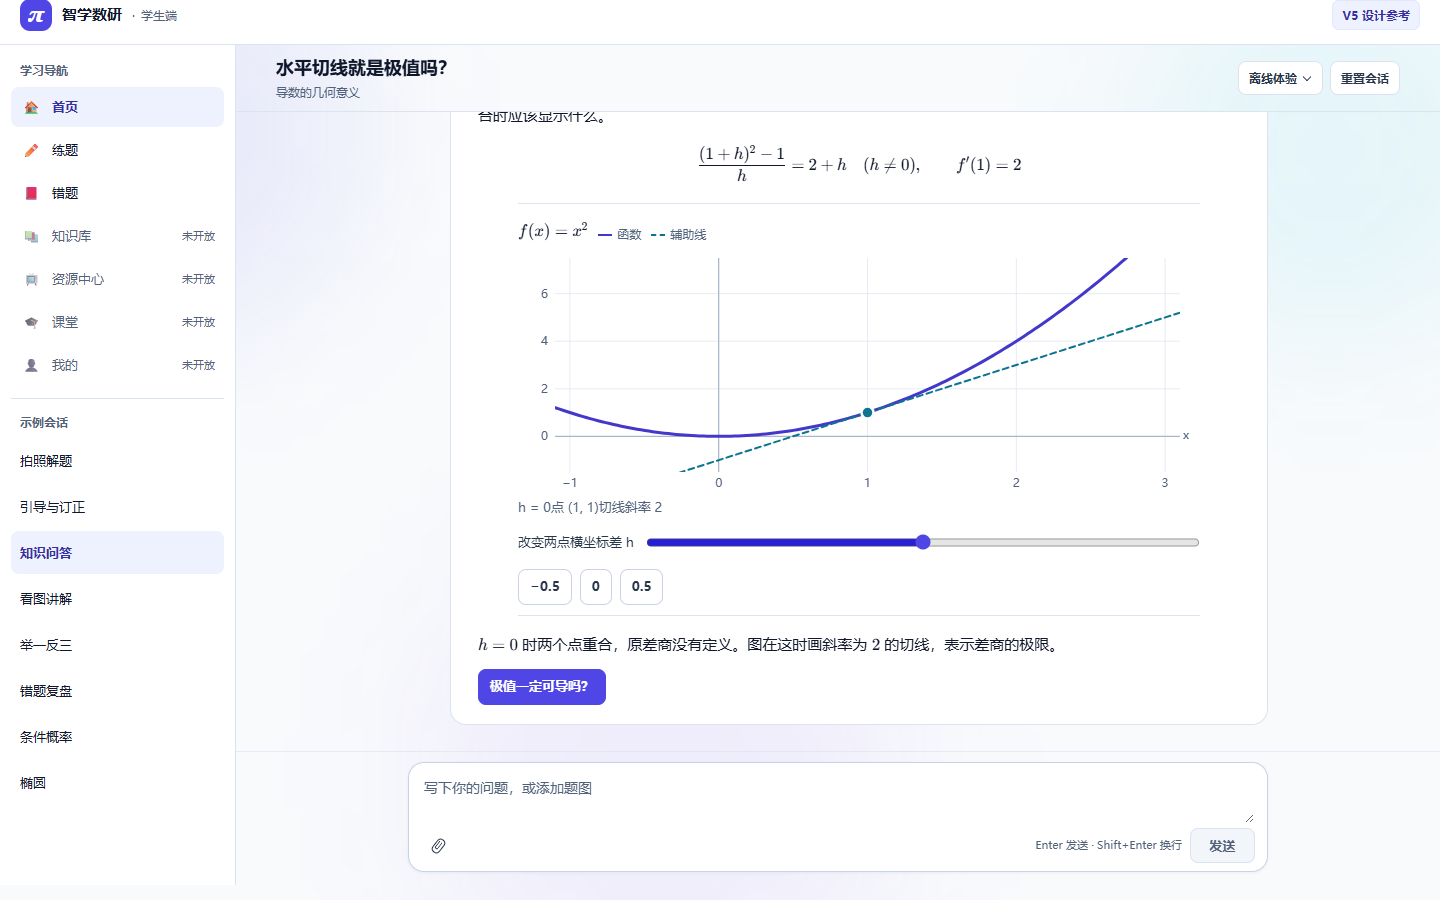 智学数研 · 学生端
V5 设计参考
学习导航
首页
练题
错题
知识库 未开放
资源中心 未开放
课堂 未开放
我的 未开放
示例会话
拍照解题
引导与订正
知识问答
看图讲解
举一反三
错题复盘
条件概率
椭圆
水平切线就是极值吗？
导数的几何意义
离线体验
重置会话
合时应该显示什么。
((1 + h)² − 1)/h = 2 + h (h ≠ 0), f′(1) = 2
f(x) = x² 函数 辅助线
6
4
2
0
x
−1 0 1 2 3
h = 0点 (1, 1)切线斜率 2
改变两点横坐标差 h
−0.5 0 0.5
h = 0 时两个点重合，原差商没有定义。图在这时画斜率为 2 的切线，表示差商的极限。
极值一定可导吗？
写下你的问题，或添加题图
Enter 发送 · Shift+Enter 换行
发送